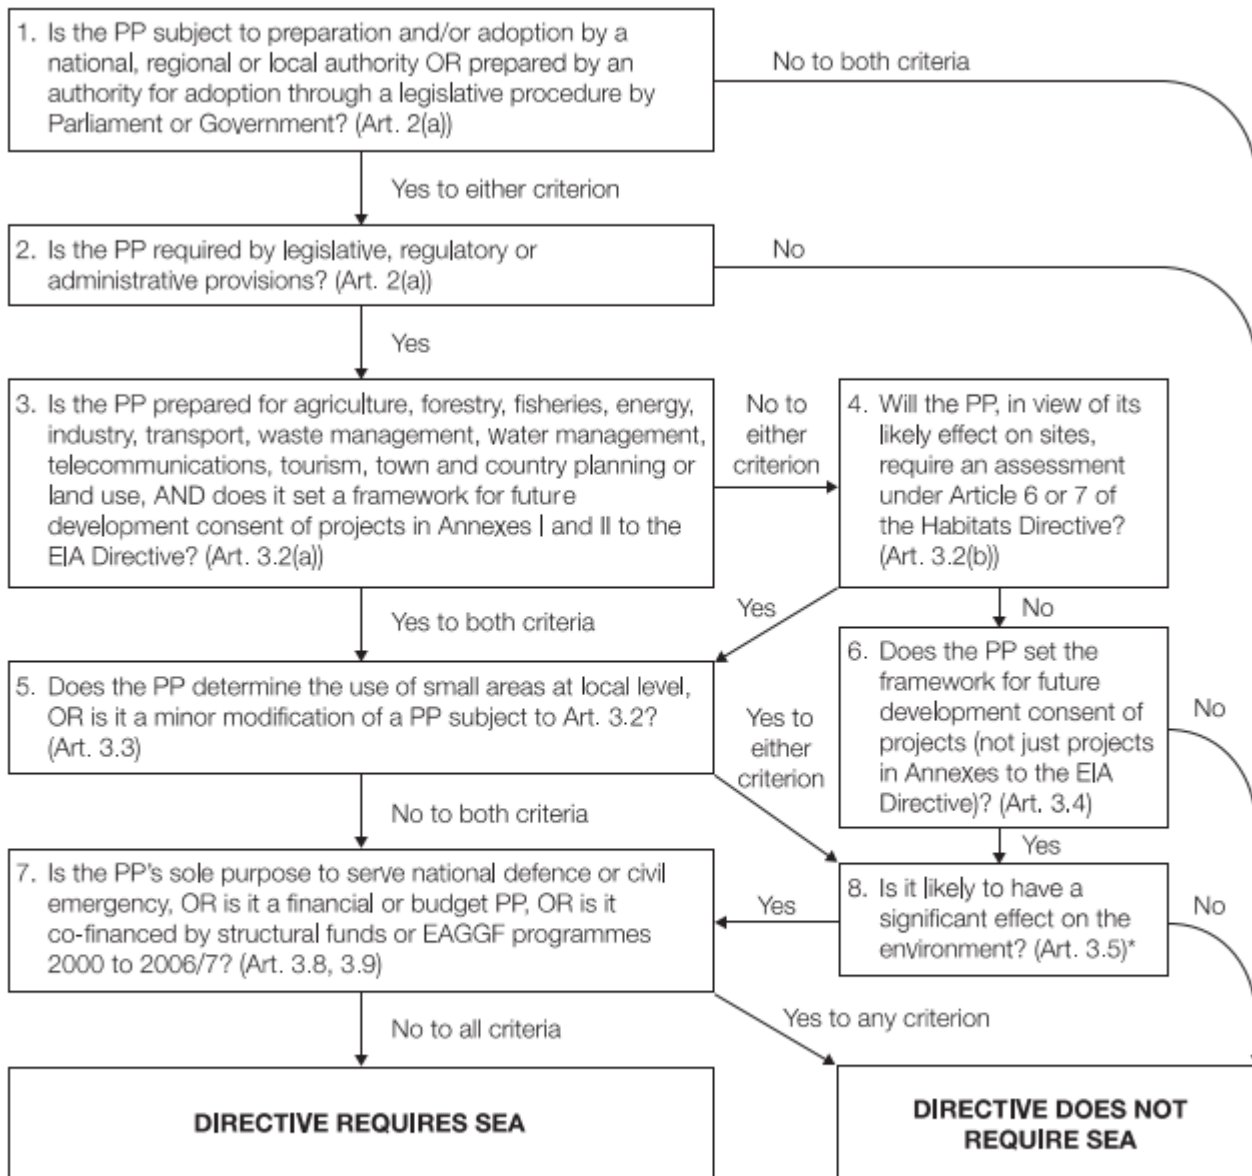 1. Is the PP subject to preparation and/or adoption by a
national, regional or local authority OR prepared by an
authority for adoption through a legislative procedure by
Parliament or Government? (Art. 2(a))
No to both criteria
Yes to either criterion
2. Is the PP required by legislative, regulatory or
administrative provisions? (Art. 2(a))
No
Yes
3. Is the PP prepared for agriculture, forestry, fisheries, energy,
industry, transport, waste management, water management,
telecommunications, tourism, town and country planning or
land use, AND does it set a framework for future
development consent of projects in Annexes I and II to the
EIA Directive? (Art. 3.2(a))
No to
either
criterion
4. Will the PP, in view of its
likely effect on sites,
require an assessment
under Article 6 or 7 of
the Habitats Directive?
(Art. 3.2(b))
Yes to both criteria
Yes
No
5. Does the PP determine the use of small areas at local level,
OR is it a minor modification of a PP subject to Art. 3.2?
(Art. 3.3)
Yes to
either
criterion
6. Does the PP set the
framework for future
development consent of
projects (not just projects
in Annexes to the EIA
Directive)? (Art. 3.4)
No
No to both criteria
Yes
7. Is the PP's sole purpose to serve national defence or civil
emergency, OR is it a financial or budget PP, OR is it
co-financed by structural funds or EAGGF programmes
2000 to 2006/7? (Art. 3.8, 3.9)
Yes
8. Is it likely to have a
significant effect on the
environment? (Art. 3.5)*
No
No to all criteria
Yes to any criterion
DIRECTIVE REQUIRES SEA
DIRECTIVE DOES NOT
REQUIRE SEA